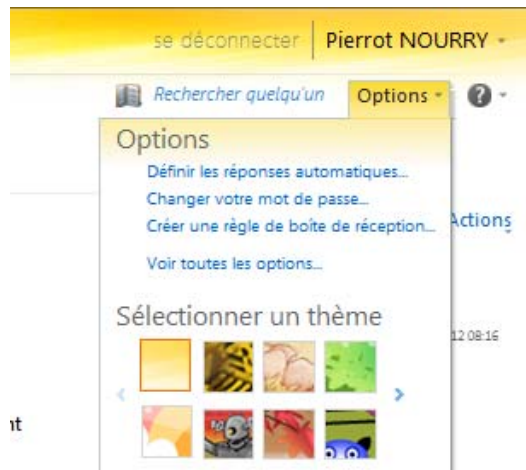 se déconnecter Pierrot NOURRY
Rechercher quelqu'un Options ?
Options
Définir les réponses automatiques...
Changer votre mot de passe...
Créer une règle de boîte de réception...
Actions
Voir toutes les options...
Sélectionner un thème
12 08:16
nt